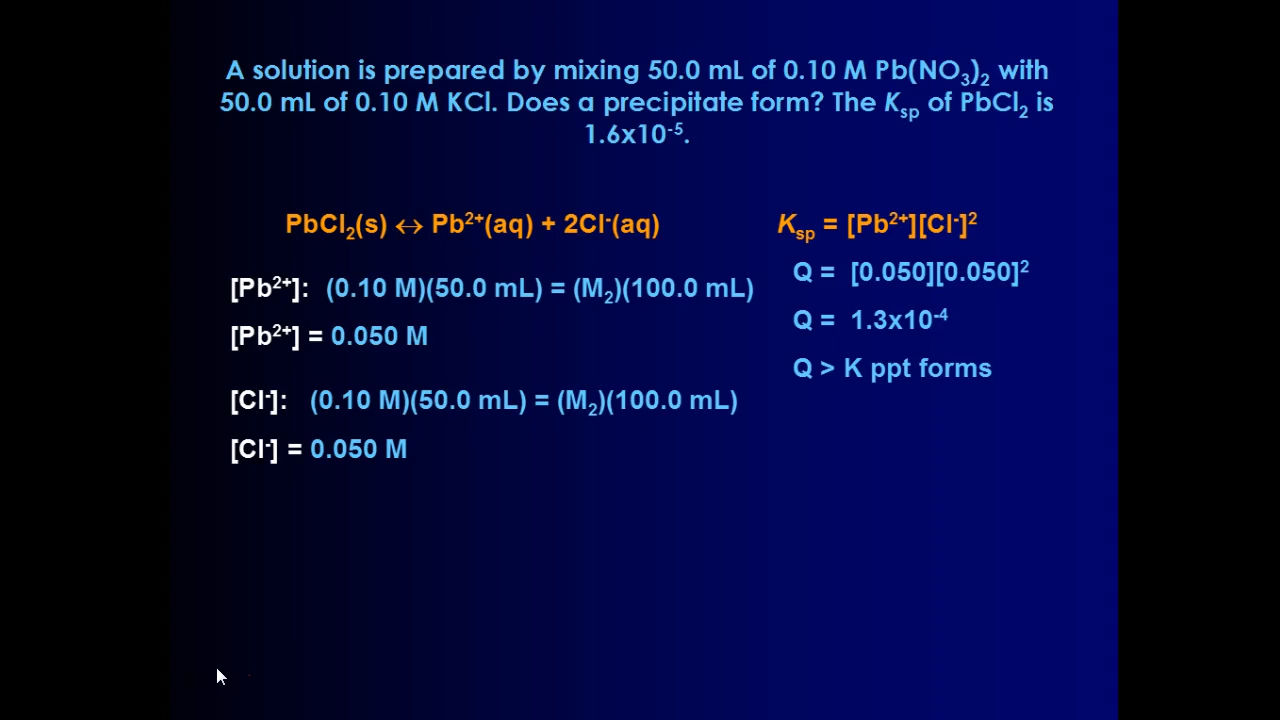 A solution is prepared by mixing 50.0 mL of 0.10 M Pb(NO₃)₂ with
50.0 mL of 0.10 M KCl. Does a precipitate form? The Kₛₚ of PbCl₂ is
1.6x10⁻⁵.
PbCl₂(s) ↔ Pb²⁺(aq) + 2Cl⁻(aq)
Kₛₚ = [Pb²⁺][Cl⁻]²
[Pb²⁺]: (0.10 M)(50.0 mL) = (M₂)(100.0 mL)
Q = [0.050][0.050]²
[Pb²⁺] = 0.050 M
Q = 1.3x10⁻⁴
Q > K ppt forms
[Cl⁻]: (0.10 M)(50.0 mL) = (M₂)(100.0 mL)
[Cl⁻] = 0.050 M